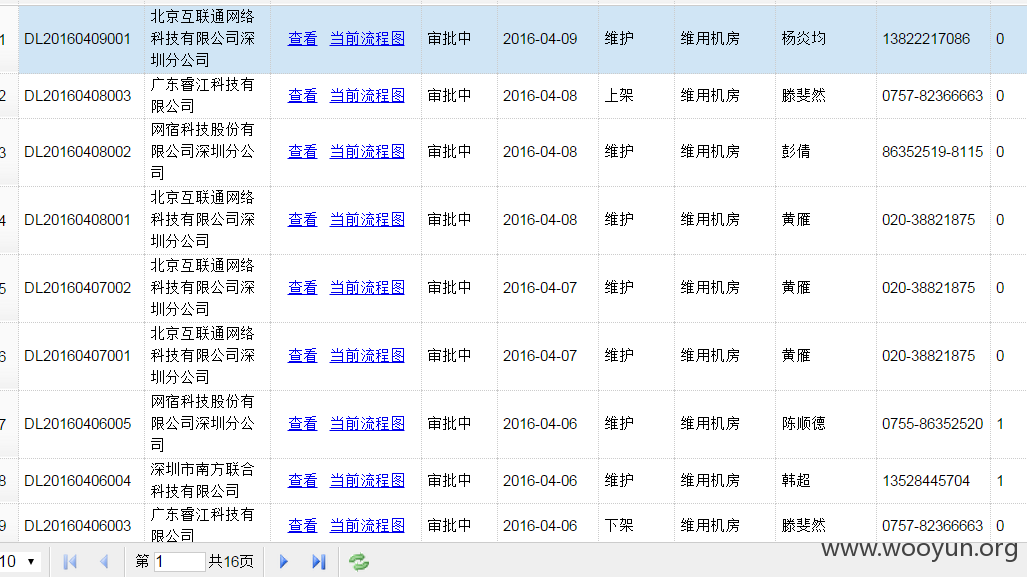 1 DL20160409001 北京互联通网络科技有限公司深圳分公司 查看 当前流程图 审批中 2016-04-09 维护 维用机房 杨炎均 13822217086 0
2 DL20160408003 广东睿江科技有限公司 查看 当前流程图 审批中 2016-04-08 上架 维用机房 滕斐然 0757-82366663 0
3 DL20160408002 网宿科技股份有限公司深圳分公司 查看 当前流程图 审批中 2016-04-08 维护 维用机房 彭倩 86352519-8115 0
4 DL20160408001 北京互联通网络科技有限公司深圳分公司 查看 当前流程图 审批中 2016-04-08 维护 维用机房 黄雁 020-38821875 0
5 DL20160407002 北京互联通网络科技有限公司深圳分公司 查看 当前流程图 审批中 2016-04-07 维护 维用机房 黄雁 020-38821875 0
6 DL20160407001 北京互联通网络科技有限公司深圳分公司 查看 当前流程图 审批中 2016-04-07 维护 维用机房 黄雁 020-38821875 0
7 DL20160406005 网宿科技股份有限公司深圳分公司 查看 当前流程图 审批中 2016-04-06 维护 维用机房 陈顺德 0755-86352520 1
8 DL20160406004 深圳市南方联合科技有限公司 查看 当前流程图 审批中 2016-04-06 维护 维用机房 韩超 13528445704 1
9 DL20160406003 广东睿江科技有限公司 查看 当前流程图 审批中 2016-04-06 下架 维用机房 滕斐然 0757-82366663 0
10 第 1 共16页
www.wooyun.org